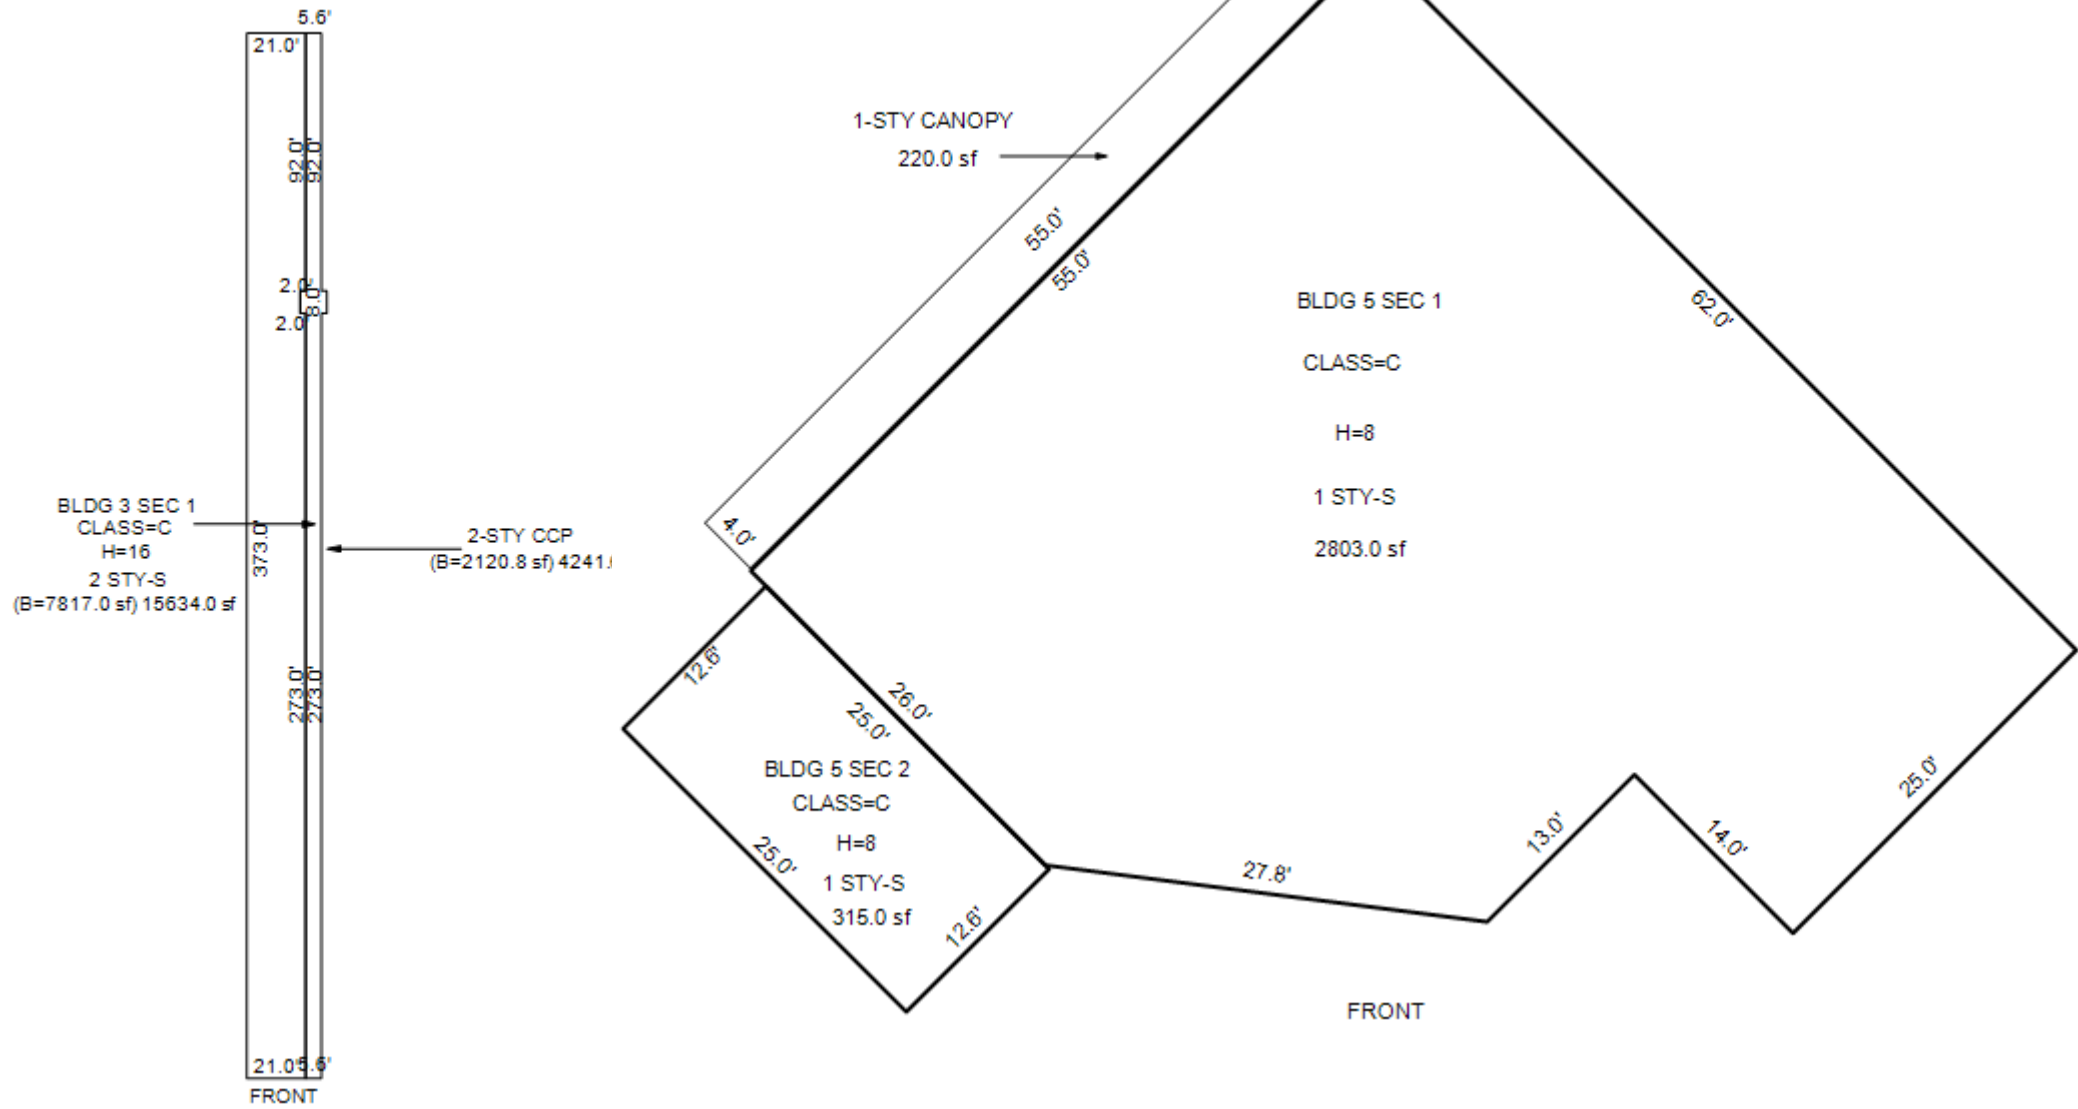 5.6'
21.0'
92.0'
92.0'
2.0'
8.0'
2.0'
BLDG 3 SEC 1
CLASS=C
H=16
2 STY-S
(B=7817.0 sf) 15634.0 sf
373.0'
2-STY CCP
(B=2120.8 sf) 4241.
273.0'
273.0'
21.0'
5.6'
FRONT
1-STY CANOPY
220.0 sf
55.0'
55.0'
4.0'
62.0'
BLDG 5 SEC 1
CLASS=C
H=8
1 STY-S
2803.0 sf
12.6'
26.0'
25.0'
BLDG 5 SEC 2
CLASS=C
H=8
1 STY-S
315.0 sf
25.0'
12.6'
27.8'
13.0'
14.0'
25.0'
FRONT